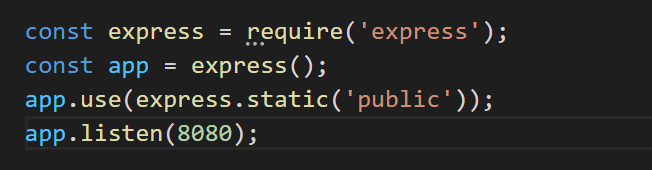 const express = require('express');
const app = express();
app.use(express.static('public'));
app.listen(8080);